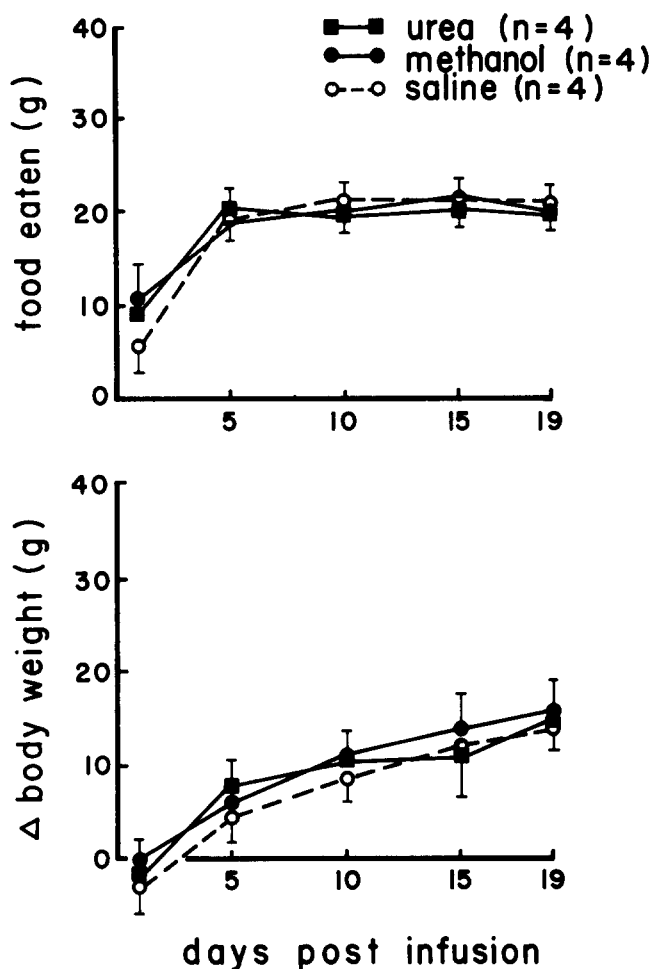 urea (n=4)
methanol (n=4)
saline (n=4)
food eaten (g)
40
30
20
10
0
5 10 15 19
Δ body weight (g)
40
30
20
10
0
5 10 15 19
days post infusion